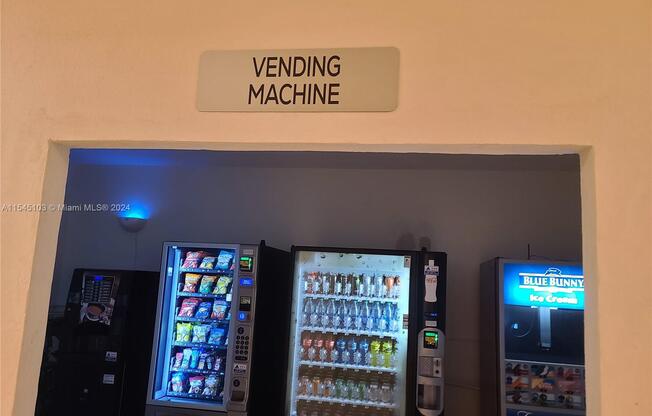 VENDING
MACHINE
A11545103 © Miami MLS® 2024
BLUE BUNNY
Ice Cream